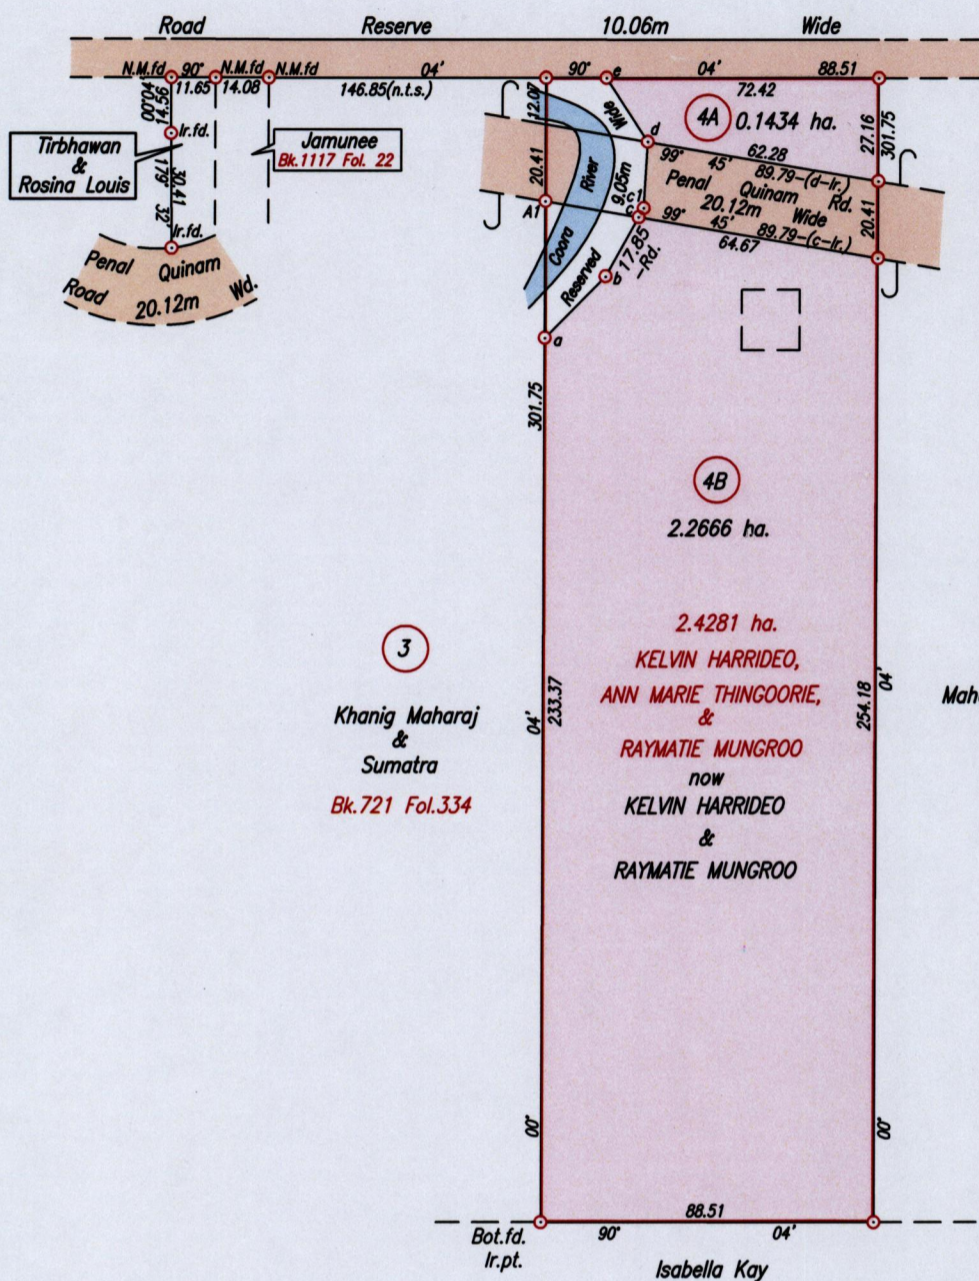 Road Reserve 10.06m Wide
N.M.fd 90° N.M.fd N.M.fd 04' 90° e 04' 88.51
11.65 14.08 146.85(n.t.s.) 72.42
00°04'
14.56
Ir.fd.
Tirbhawan
&
Rosina Louis
179° 32'
30.41
Ir.fd.
Jamunee
Bk.1117 Fol. 22
Penal Quinam
Road 20.12m Wd.
12.07
20.41
A1
Coora River
Reserved
9.05m
Wide
-Rd.
17.85
a
b
c
c1
d
4A 0.1434 ha.
27.16
301.75
99° 45' 62.28
89.79-(d-Ir.)
Penal Quinam Rd.
20.12m Wide
99° 45' 89.79-(c-Ir.)
64.67
20.41
301.75
4B
2.2666 ha.
2.4281 ha.
KELVIN HARRIDEO,
ANN MARIE THINGOORIE,
&
RAYMATIE MUNGROO
now
KELVIN HARRIDEO
&
RAYMATIE MUNGROO
3
Khanig Maharaj
&
Sumatra
Bk.721 Fol.334
04'
233.37
254.18
04'
00°
00°
88.51
90° 04'
Bot.fd.
Ir.pt.
Isabella Kay